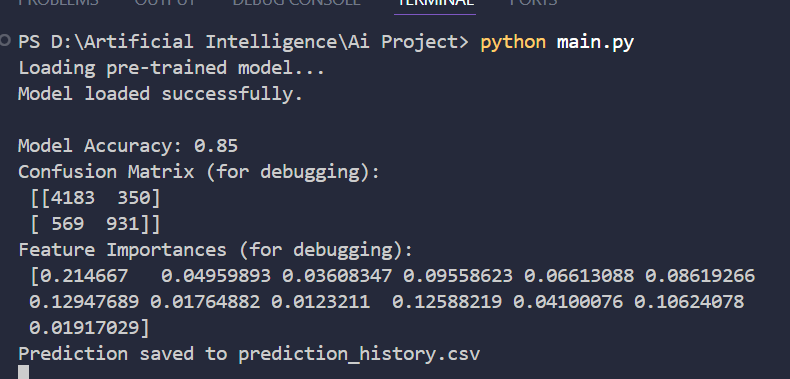 PROBLEMS OUTPUT DEBUG CONSOLE TERMINAL PORTS
PS D:\Artificial Intelligence\Ai Project> python main.py
Loading pre-trained model...
Model loaded successfully.
Model Accuracy: 0.85
Confusion Matrix (for debugging):
[[4183  350]
[ 569  931]]
Feature Importances (for debugging):
[0.214667   0.04959893 0.03608347 0.09558623 0.06613088 0.08619266
0.12947689 0.01764882 0.0123211  0.12588219 0.04100076 0.10624078
0.01917029]
Prediction saved to prediction_history.csv